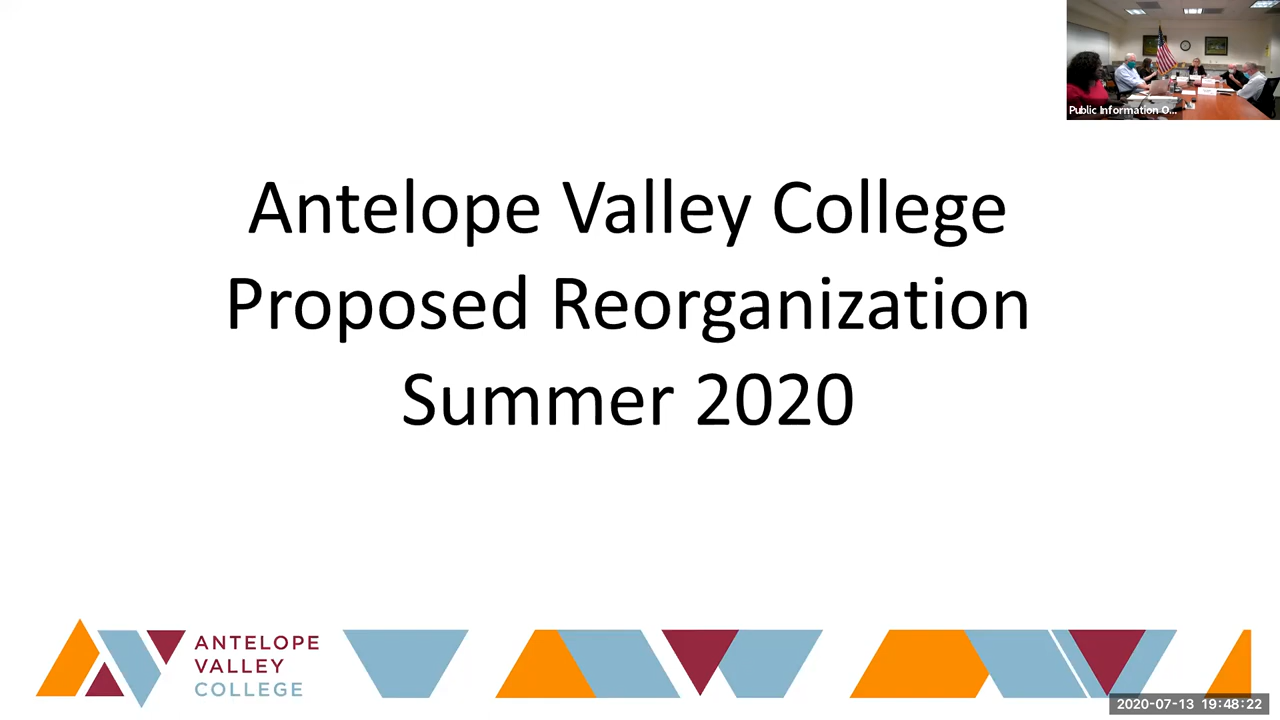 Public Information O...
Antelope Valley College
Proposed Reorganization
Summer 2020
ANTELOPE
VALLEY
COLLEGE
2020-07-13 19:48:22